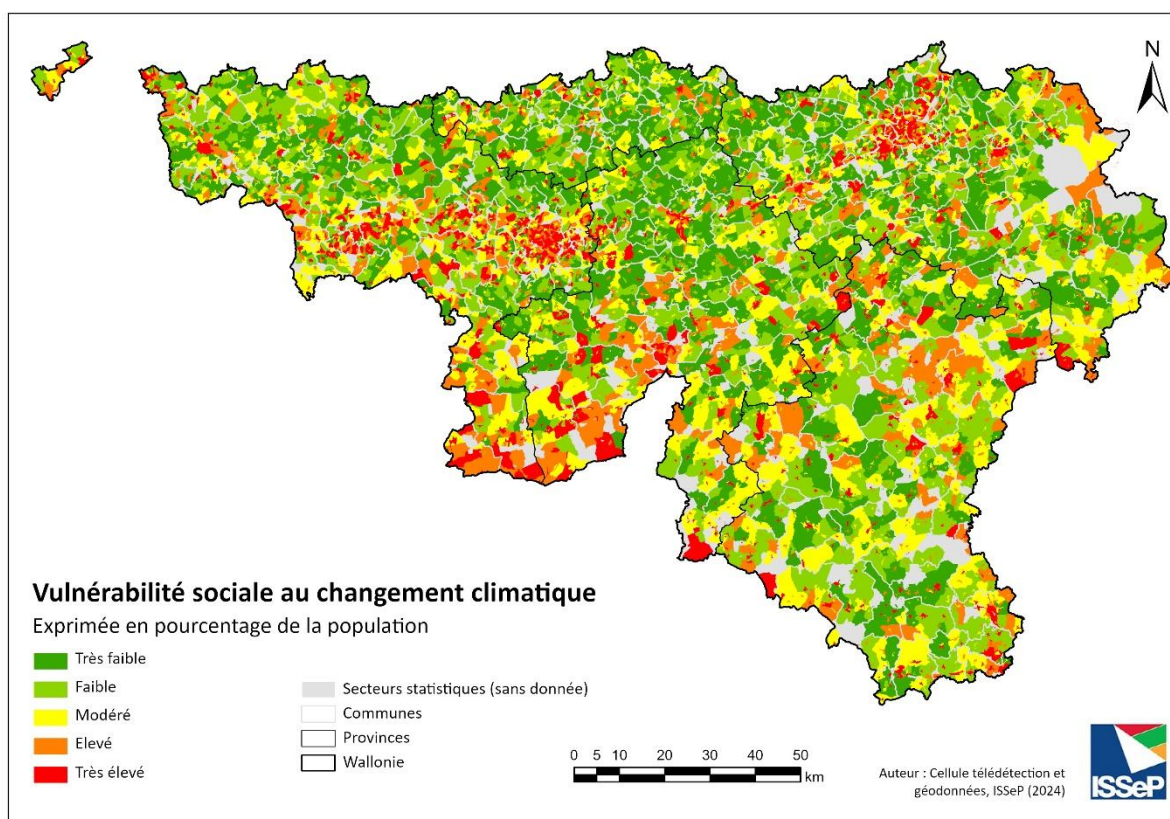 N
Vulnérabilité sociale au changement climatique
Exprimée en pourcentage de la population
Très faible
Faible
Modéré
Elevé
Très élevé
Secteurs statistiques (sans donnée)
Communes
Provinces
Wallonie
0 5 10 20 30 40 50
km
Auteur : Cellule télédétection et
géodonnées, ISSeP (2024)
ISSeP